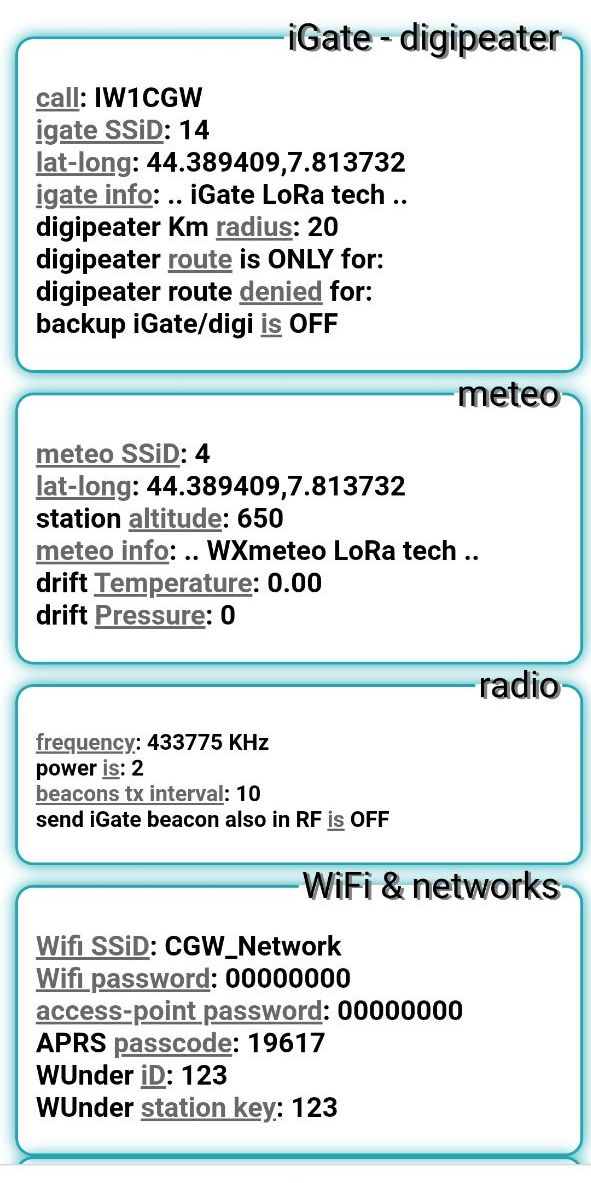 iGate - digipeater
call: IW1CGW
igate SSiD: 14
lat-long: 44.389409,7.813732
igate info: .. iGate LoRa tech ..
digipeater Km radius: 20
digipeater route is ONLY for:
digipeater route denied for:
backup iGate/digi is OFF
meteo
meteo SSiD: 4
lat-long: 44.389409,7.813732
station altitude: 650
meteo info: .. WXmeteo LoRa tech ..
drift Temperature: 0.00
drift Pressure: 0
radio
frequency: 433775 KHz
power is: 2
beacons tx interval: 10
send iGate beacon also in RF is OFF
WiFi & networks
Wifi SSiD: CGW_Network
Wifi password: 00000000
access-point password: 00000000
APRS passcode: 19617
WUnder iD: 123
WUnder station key: 123